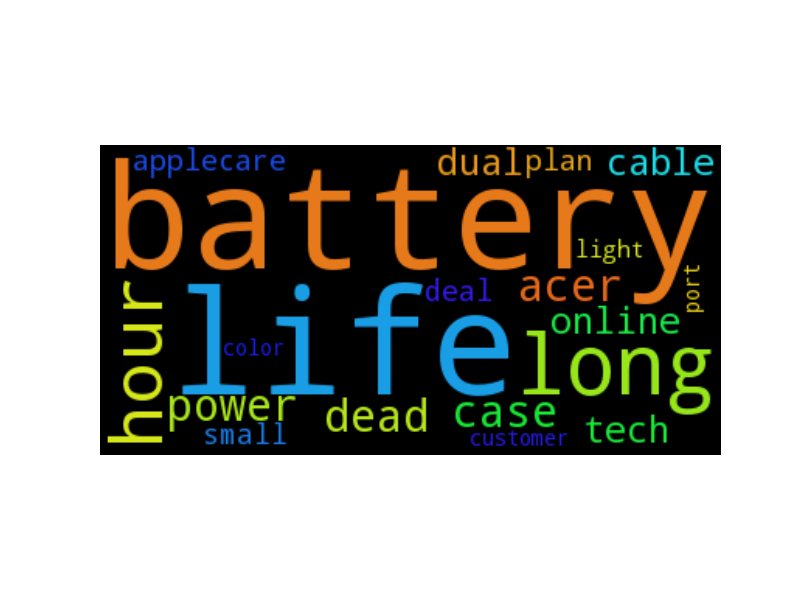 applecare dual plan cable
battery
light
port
deal acer
hour
life
online
color
long
power dead case
small customer tech